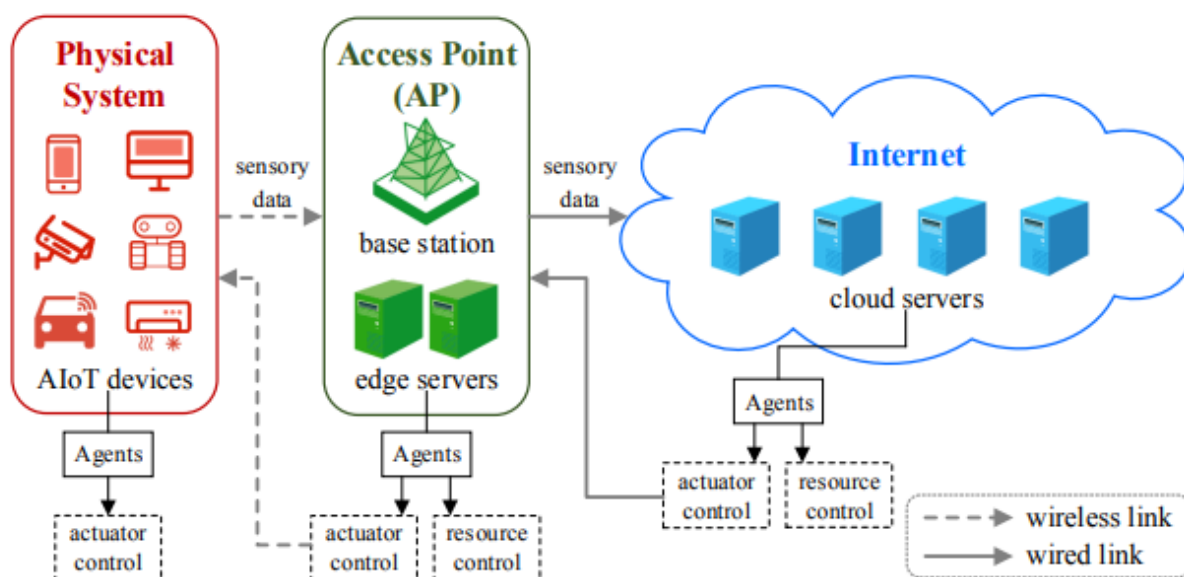 Physical
System
AIoT devices
Agents
actuator
control
sensory
data
Access Point
(AP)
base station
edge servers
Agents
actuator
control
resource
control
sensory
data
Internet
cloud servers
Agents
actuator
control
resource
control
wireless link
wired link